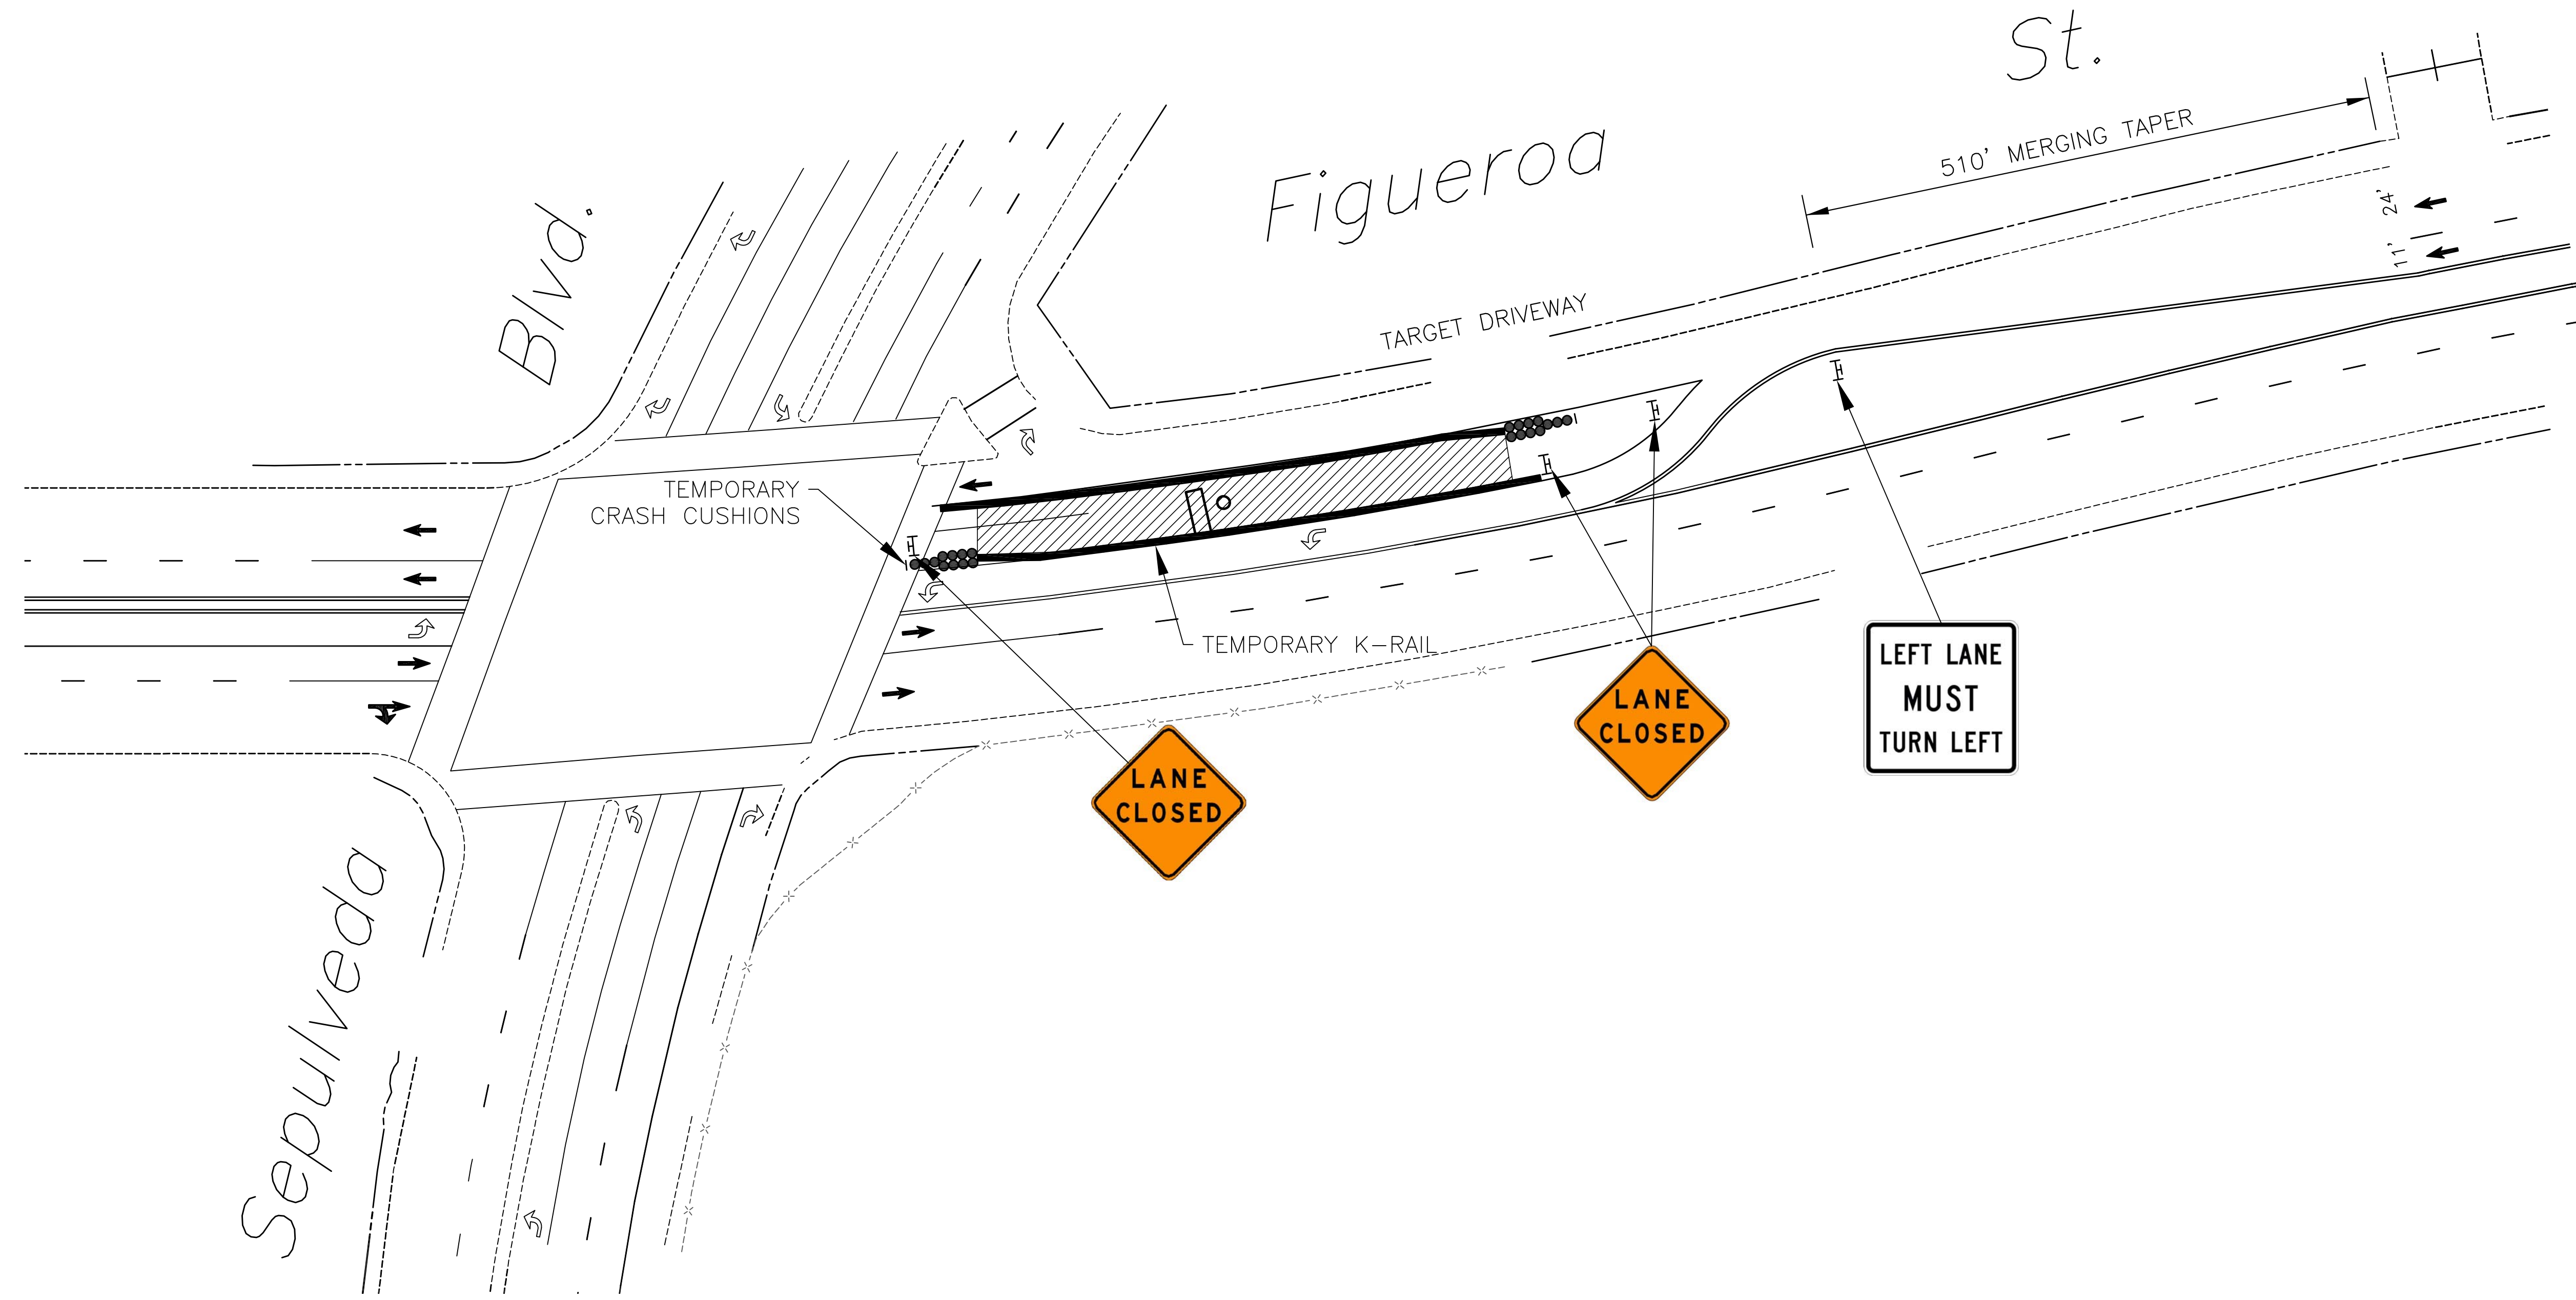 St.
Figueroa
510' MERGING TAPER
24'
11'
Blvd.
Sepulveda
TARGET DRIVEWAY
TEMPORARY
CRASH CUSHIONS
TEMPORARY K-RAIL
LANE
CLOSED
LANE
CLOSED
LEFT LANE
MUST
TURN LEFT